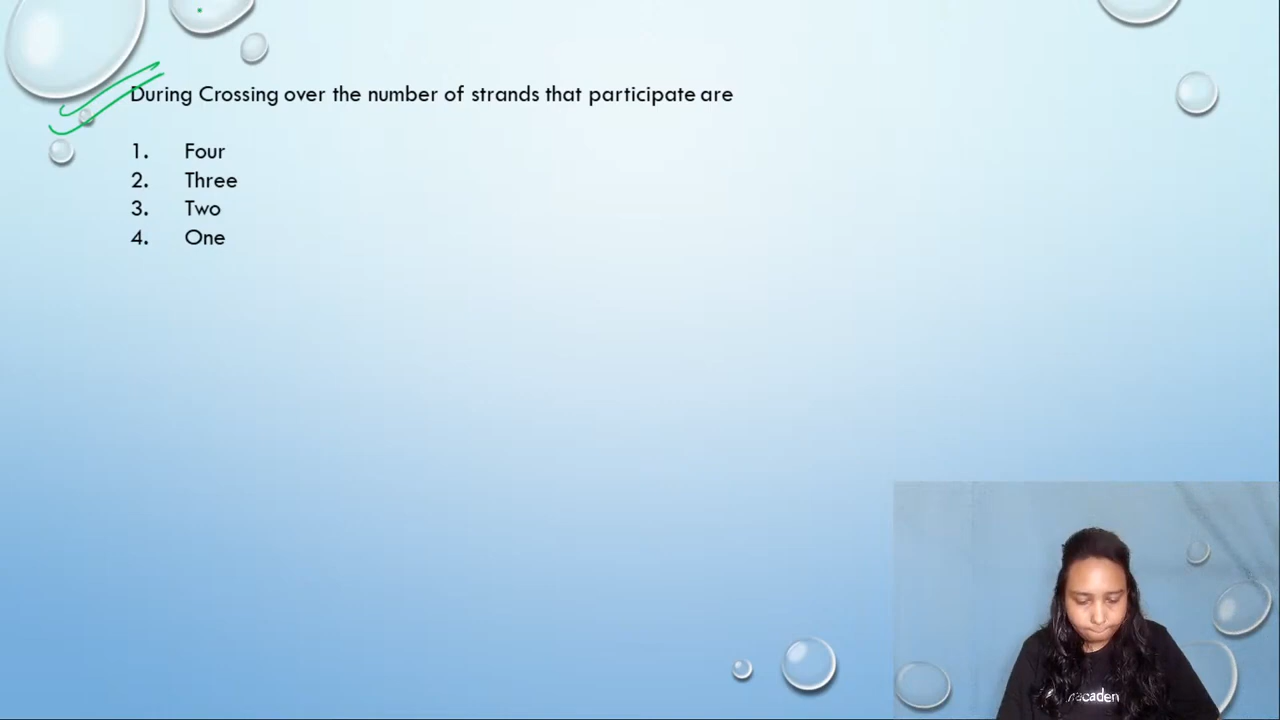 During Crossing over the number of strands that participate are
1. Four
2. Three
3. Two
4. One